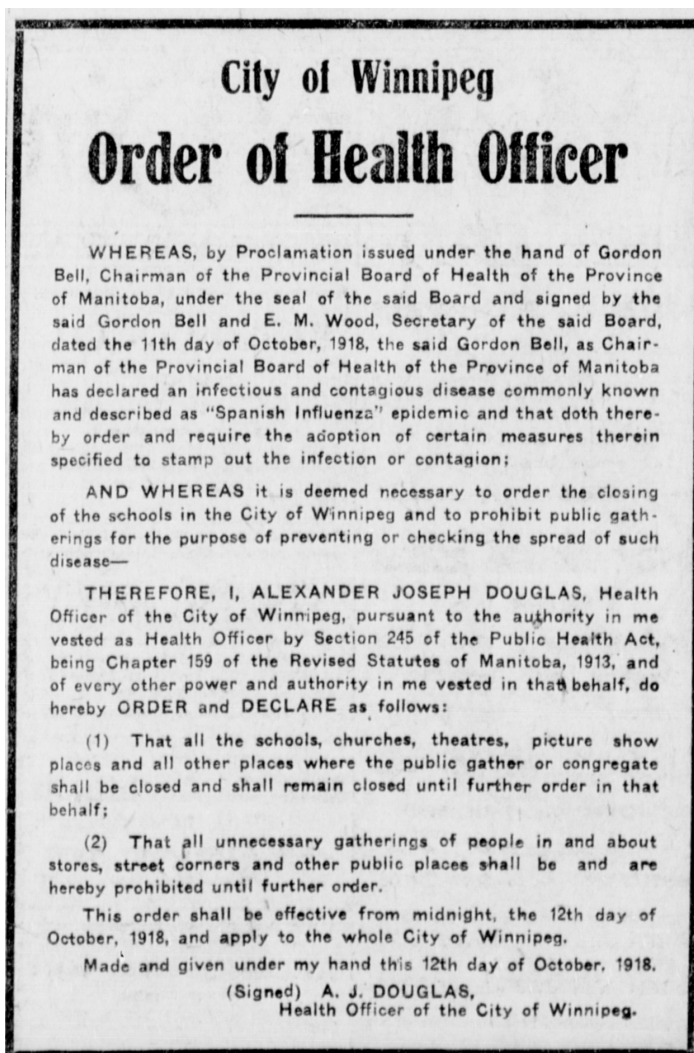 City of Winnipeg
Order of Health Officer
WHEREAS, by Proclamation issued under the hand of Gordon
Bell, Chairman of the Provincial Board of Health of the Province
of Manitoba, under the seal of the said Board and signed by the
said Gordon Bell and E. M. Wood, Secretary of the said Board,
dated the 11th day of October, 1918, the said Gordon Bell, as Chair-
man of the Provincial Board of Health of the Province of Manitoba
has declared an infectious and contagious disease commonly known
and described as "Spanish Influenza" epidemic and that doth there-
by order and require the adoption of certain measures therein
specified to stamp out the infection or contagion;
AND WHEREAS it is deemed necessary to order the closing
of the schools in the City of Winnipeg and to prohibit public gath-
erings for the purpose of preventing or checking the spread of such
disease—
THEREFORE, I, ALEXANDER JOSEPH DOUGLAS, Health
Officer of the City of Winnipeg, pursuant to the authority in me
vested as Health Officer by Section 245 of the Public Health Act,
being Chapter 159 of the Revised Statutes of Manitoba, 1913, and
of every other power and authority in me vested in that behalf, do
hereby ORDER and DECLARE as follows:
(1) That all the schools, churches, theatres, picture show
places and all other places where the public gather or congregate
shall be closed and shall remain closed until further order in that
behalf;
(2) That all unnecessary gatherings of people in and about
stores, street corners and other public places shall be and are
hereby prohibited until further order.
This order shall be effective from midnight, the 12th day of
October, 1918, and apply to the whole City of Winnipeg.
Made and given under my hand this 12th day of October, 1918.
(Signed) A. J. DOUGLAS,
Health Officer of the City of Winnipeg.